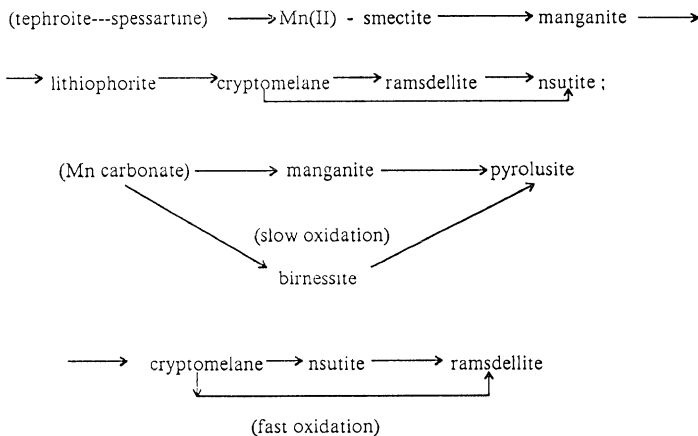 (tephroite---spessartine) ⟶ Mn(II) - smectite ⟶ manganite ⟶
⟶ lithiophorite ⟶ cryptomelane ⟶ ramsdellite ⟶ nsutite ;
(Mn carbonate) ⟶ manganite ⟶ pyrolusite
(slow oxidation)
birnessite
⟶ cryptomelane ⟶ nsutite ⟶ ramsdellite
(fast oxidation)